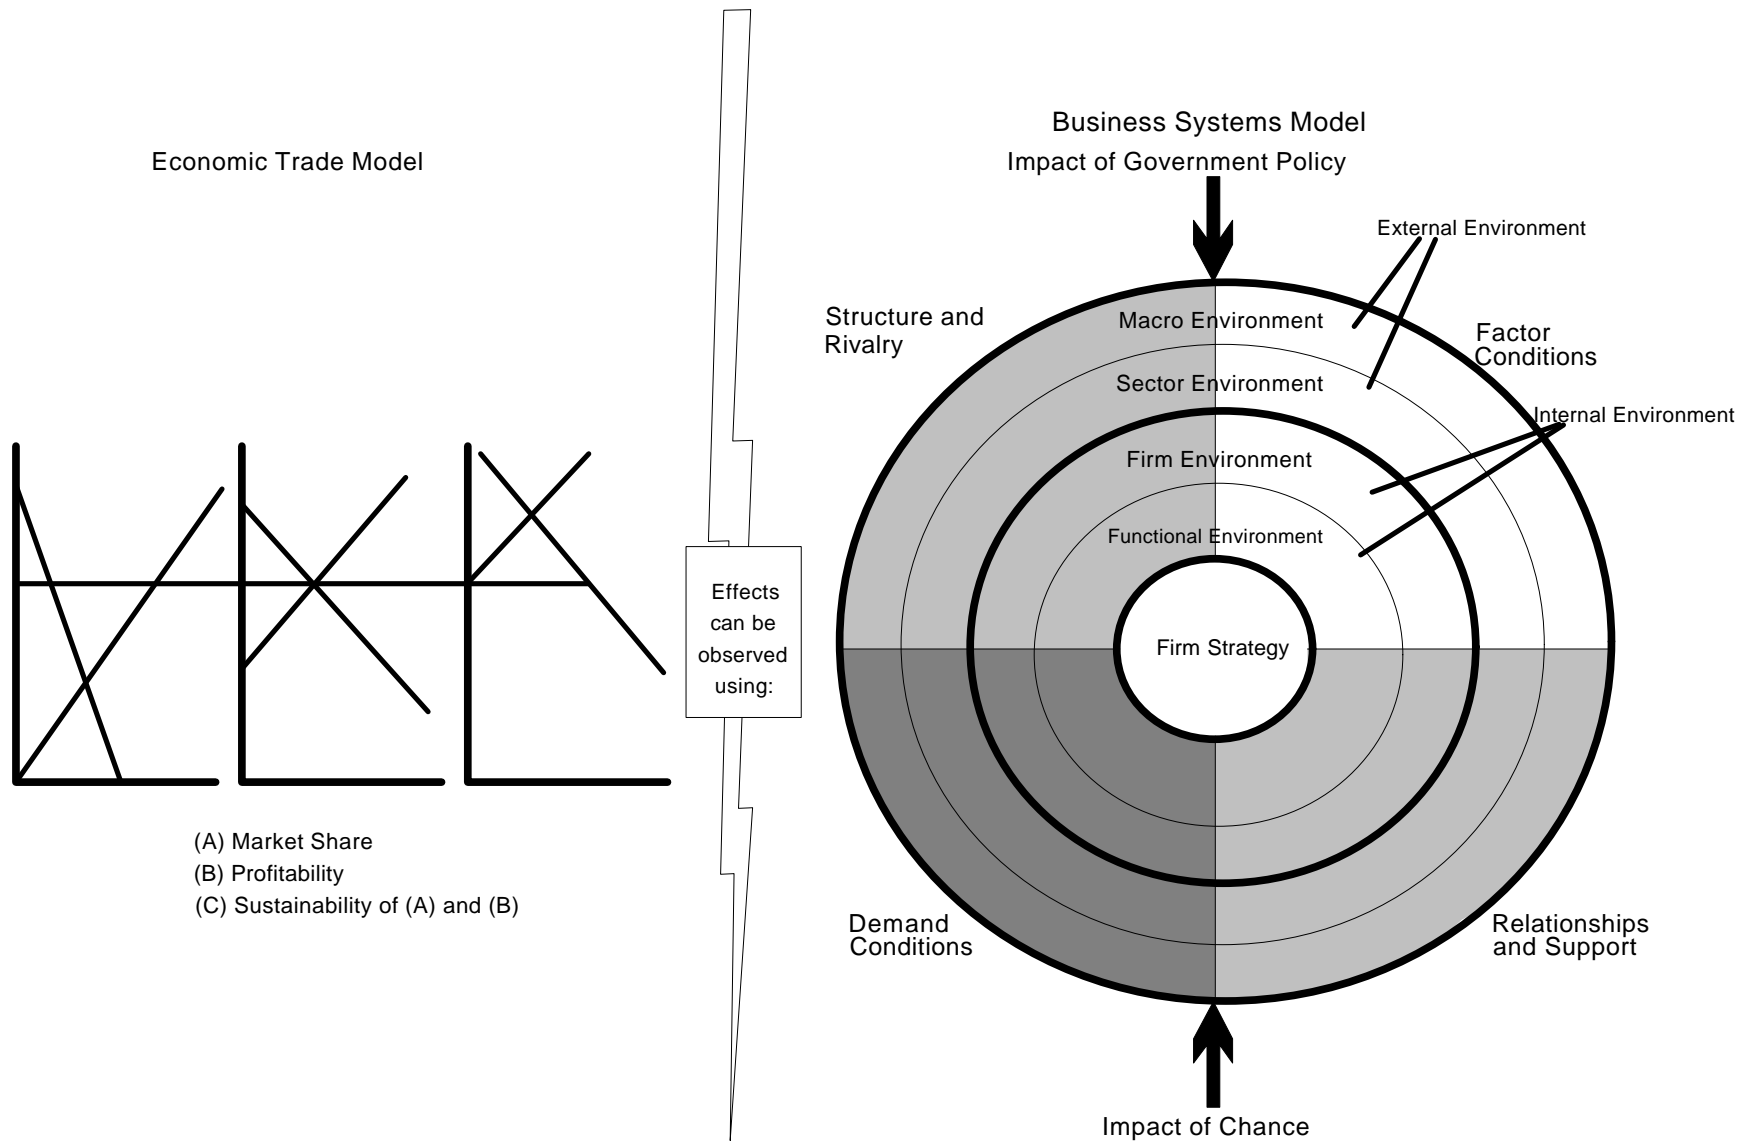 Economic Trade Model
(A) Market Share
(B) Profitability
(C) Sustainability of (A) and (B)
Effects
can be
observed
using:
Business Systems Model
Impact of Government Policy
External Environment
Structure and
Rivalry
Macro Environment
Factor
Conditions
Sector Environment
Internal Environment
Firm Environment
Functional Environment
Firm Strategy
Demand
Conditions
Relationships
and Support
Impact of Chance